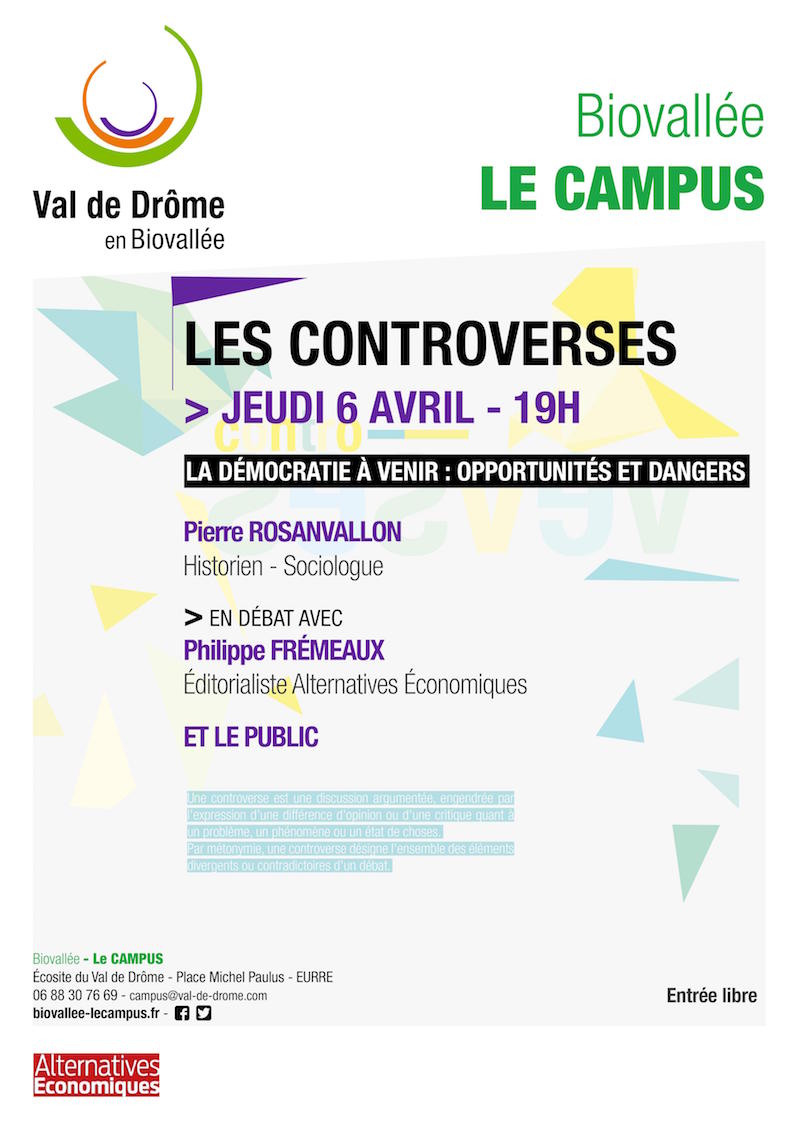 Val de Drôme
en Biovallée
Biovallée
LE CAMPUS
LES CONTROVERSES
> JEUDI 6 AVRIL - 19H
contro
LA DÉMOCRATIE À VENIR : OPPORTUNITÉS ET DANGERS
verses
Pierre ROSANVALLON
Historien - Sociologue
> EN DÉBAT AVEC
Philippe FRÉMEAUX
Éditorialiste Alternatives Économiques
ET LE PUBLIC
Une controverse est une discussion argumentée, engendrée par
l'expression d'une différence d'opinion ou d'une critique quant à
un problème, un phénomène ou un état de choses.
Par métonymie, une controverse désigne l'ensemble des éléments
divergents ou contradictoires d'un débat.
Biovallée - Le CAMPUS
Écosite du Val de Drôme - Place Michel Paulus - EURRE
06 88 30 76 69 - campus@val-de-drome.com
biovallee-lecampus.fr -
Entrée libre
Alternatives
Economiques